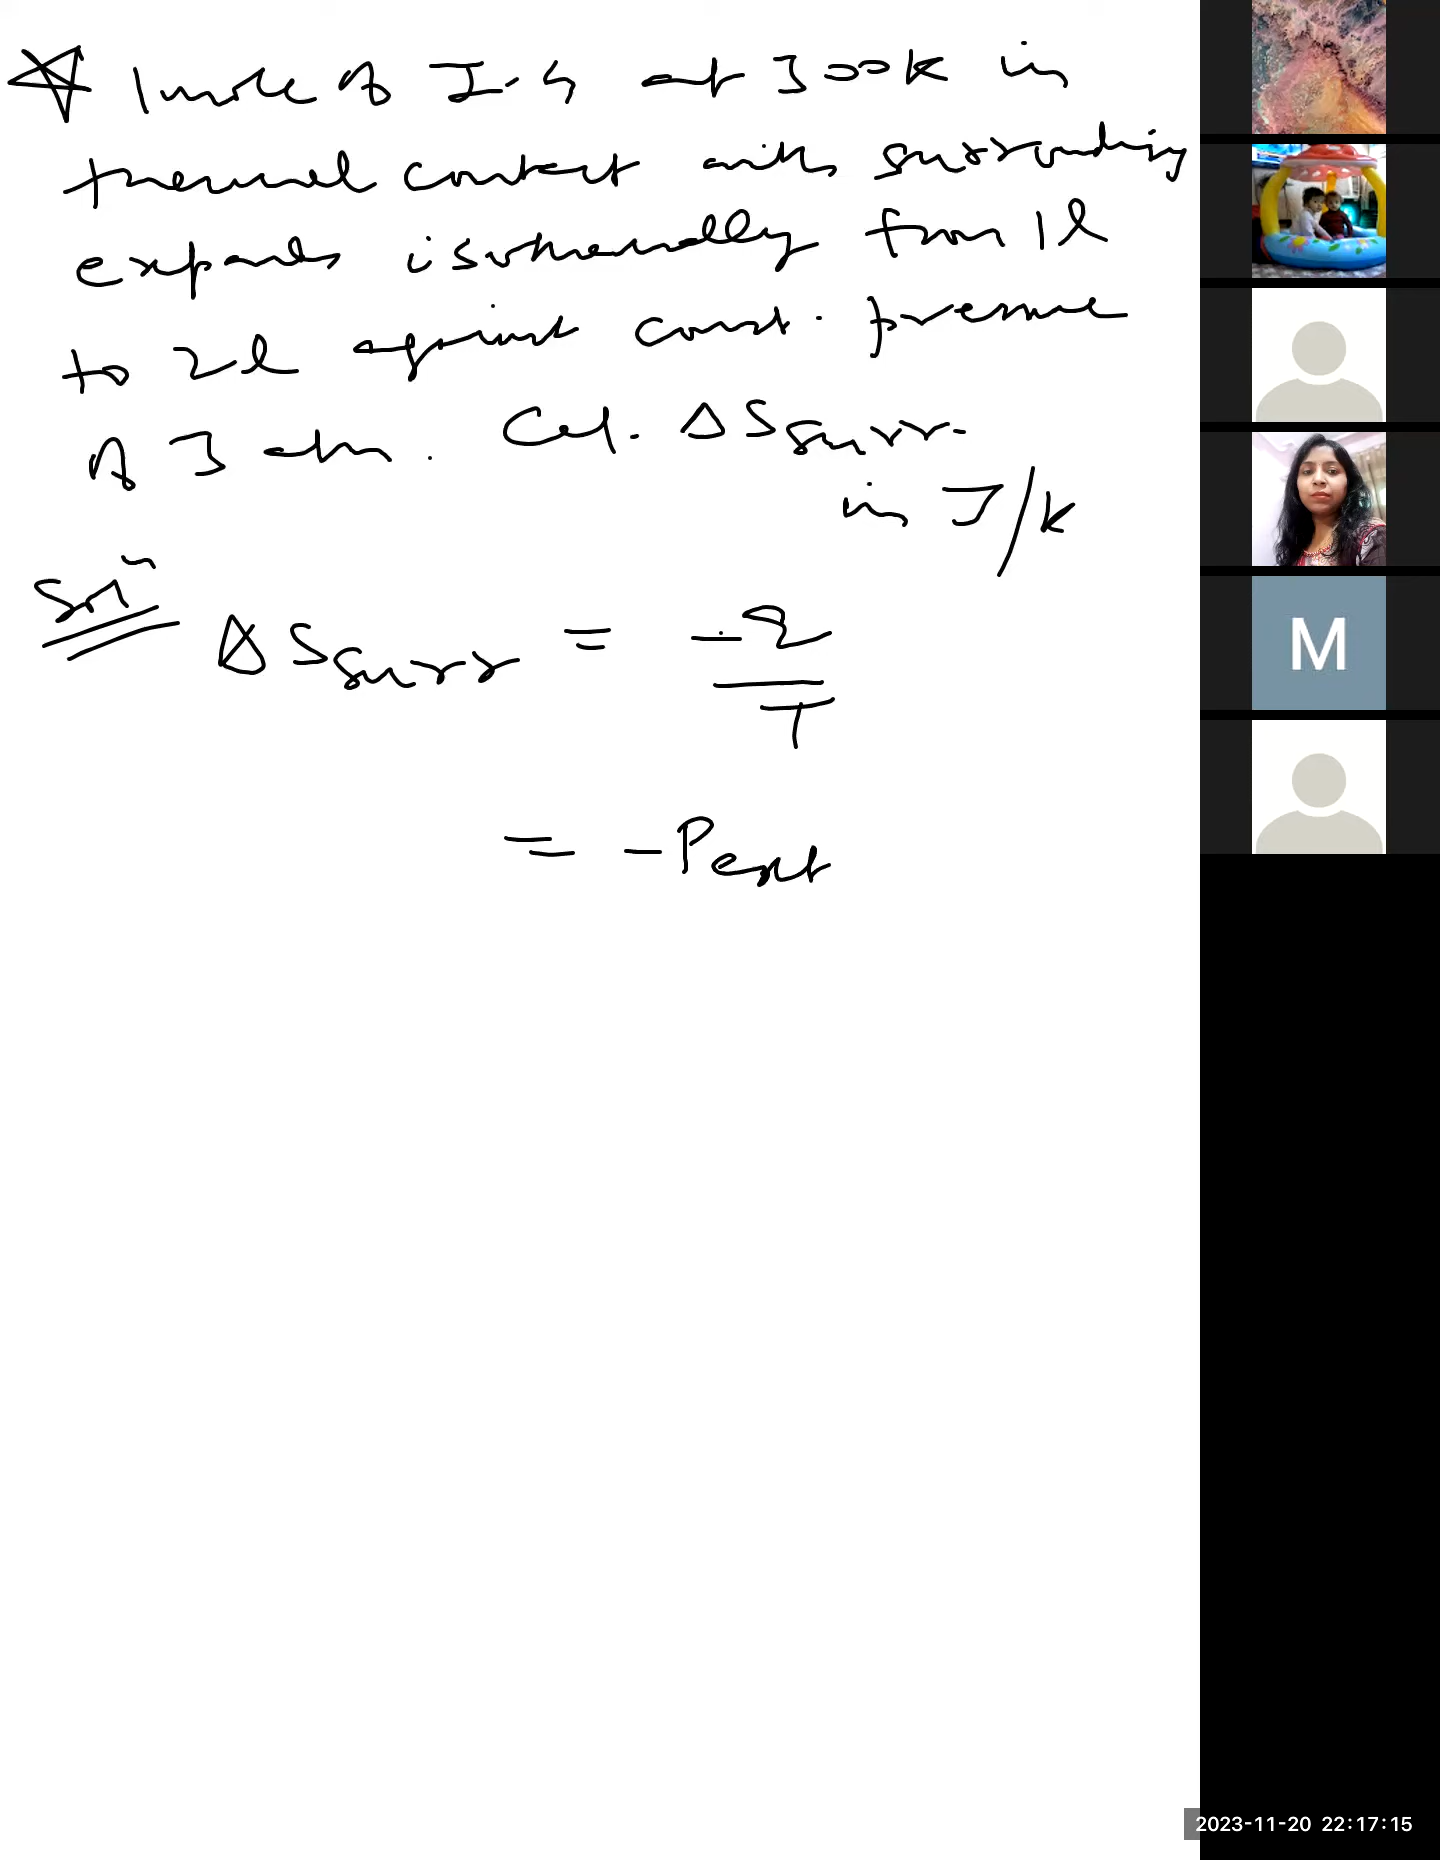 1 mole of I.G at 300K in
thermal contact with surrounding
expands isothermally from 1l
to 2l against const. pressure
of 3 atm. Cal. ΔSsurr.
in J/K
Solⁿ
ΔSsurr = -q
T
= -Pext
M
2023-11-20 22:17:15